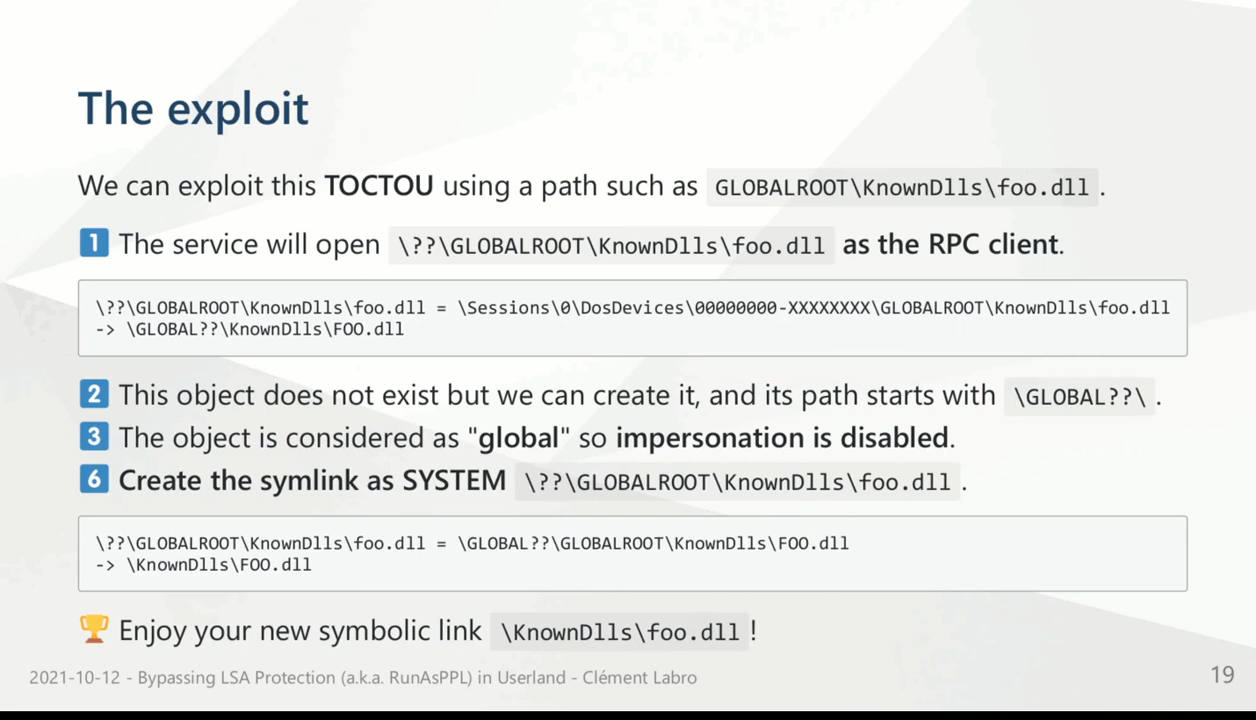 The exploit
We can exploit this TOCTOU using a path such as GLOBALROOT\KnownDlls\foo.dll .
1 The service will open \??\GLOBALROOT\KnownDlls\foo.dll as the RPC client.
\??\GLOBALROOT\KnownDlls\foo.dll = \Sessions\0\DosDevices\00000000-XXXXXXXX\GLOBALROOT\KnownDlls\foo.dll
-> \GLOBAL??\KnownDlls\FOO.dll
2 This object does not exist but we can create it, and its path starts with \GLOBAL??\ .
3 The object is considered as "global" so impersonation is disabled.
6 Create the symlink as SYSTEM \??\GLOBALROOT\KnownDlls\foo.dll .
\??\GLOBALROOT\KnownDlls\foo.dll = \GLOBAL??\GLOBALROOT\KnownDlls\FOO.dll
-> \KnownDlls\FOO.dll
🏆 Enjoy your new symbolic link \KnownDlls\foo.dll !
2021-10-12 - Bypassing LSA Protection (a.k.a. RunAsPPL) in Userland - Clément Labro
19